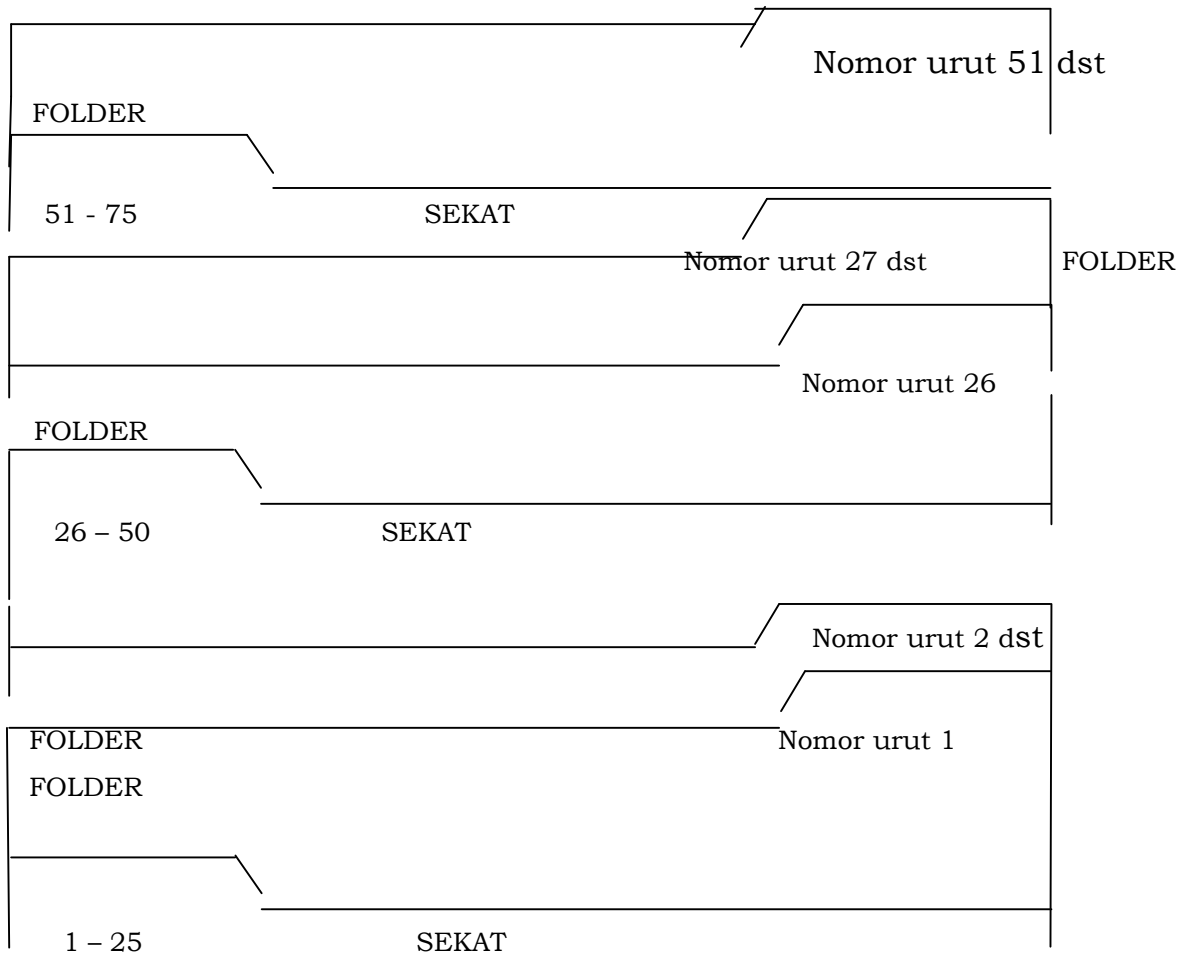 Nomor urut 51 dst
FOLDER
51 - 75 SEKAT
Nomor urut 27 dst FOLDER
Nomor urut 26
FOLDER
26 – 50 SEKAT
Nomor urut 2 dst
FOLDER Nomor urut 1
FOLDER
1 – 25 SEKAT